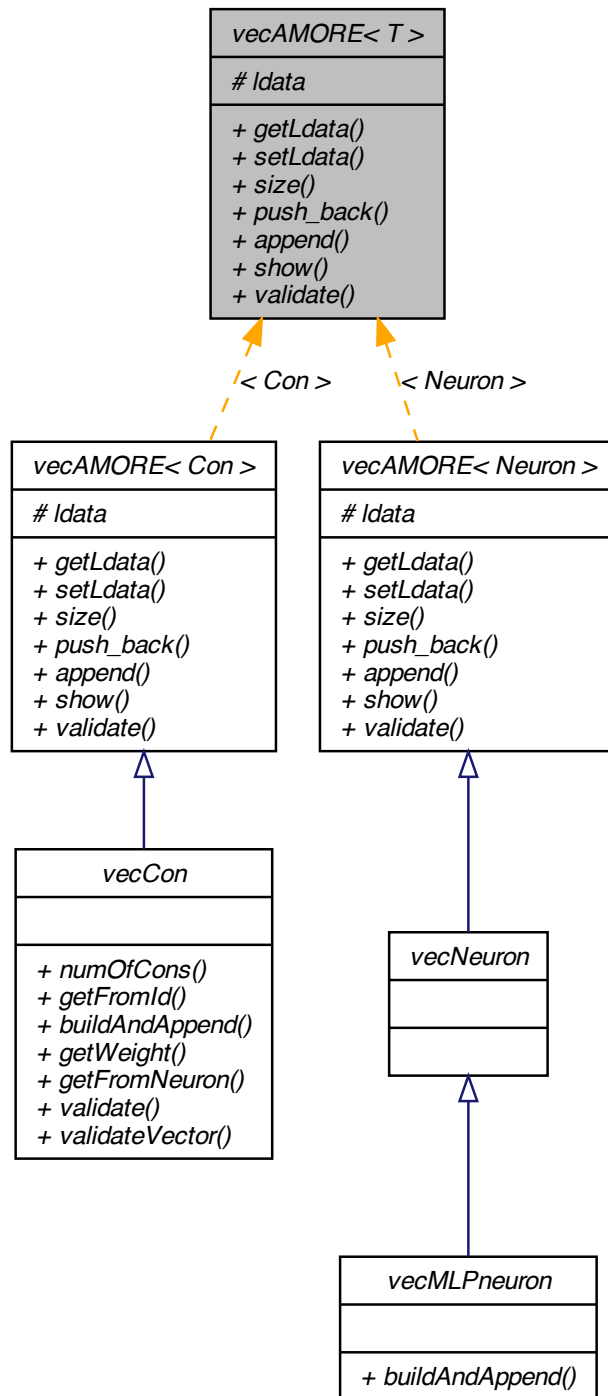 vecAMORE< T >
# ldata
+ getLdata()
+ setLdata()
+ size()
+ push_back()
+ append()
+ show()
+ validate()
< Con >
< Neuron >
vecAMORE< Con >
# ldata
+ getLdata()
+ setLdata()
+ size()
+ push_back()
+ append()
+ show()
+ validate()
vecAMORE< Neuron >
# ldata
+ getLdata()
+ setLdata()
+ size()
+ push_back()
+ append()
+ show()
+ validate()
vecCon
+ numOfCons()
+ getFromId()
+ buildAndAppend()
+ getWeight()
+ getFromNeuron()
+ validate()
+ validateVector()
vecNeuron
vecMLPneuron
+ buildAndAppend()